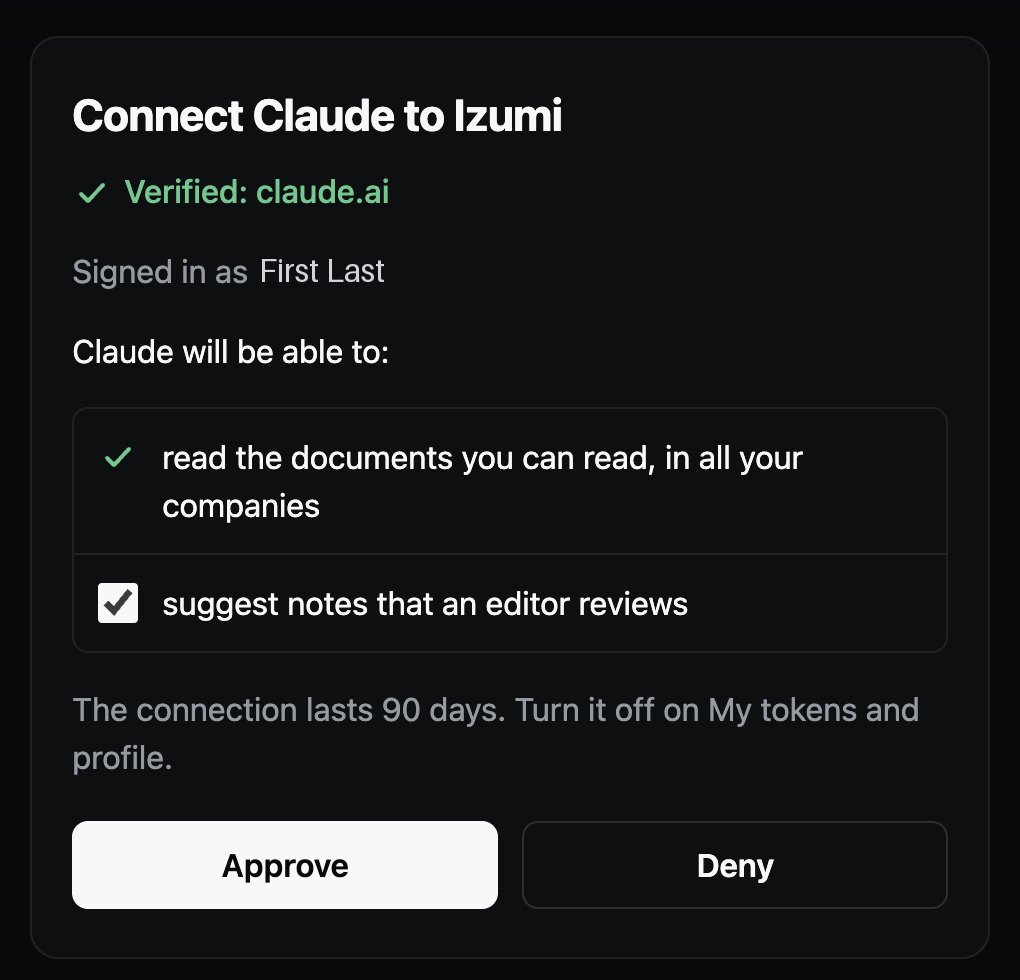 Connect Claude to Izumi
Verified: claude.ai
Signed in as First Last
Claude will be able to:
read the documents you can read, in all your
companies
suggest notes that an editor reviews
The connection lasts 90 days. Turn it off on My tokens and
profile.
Approve
Deny